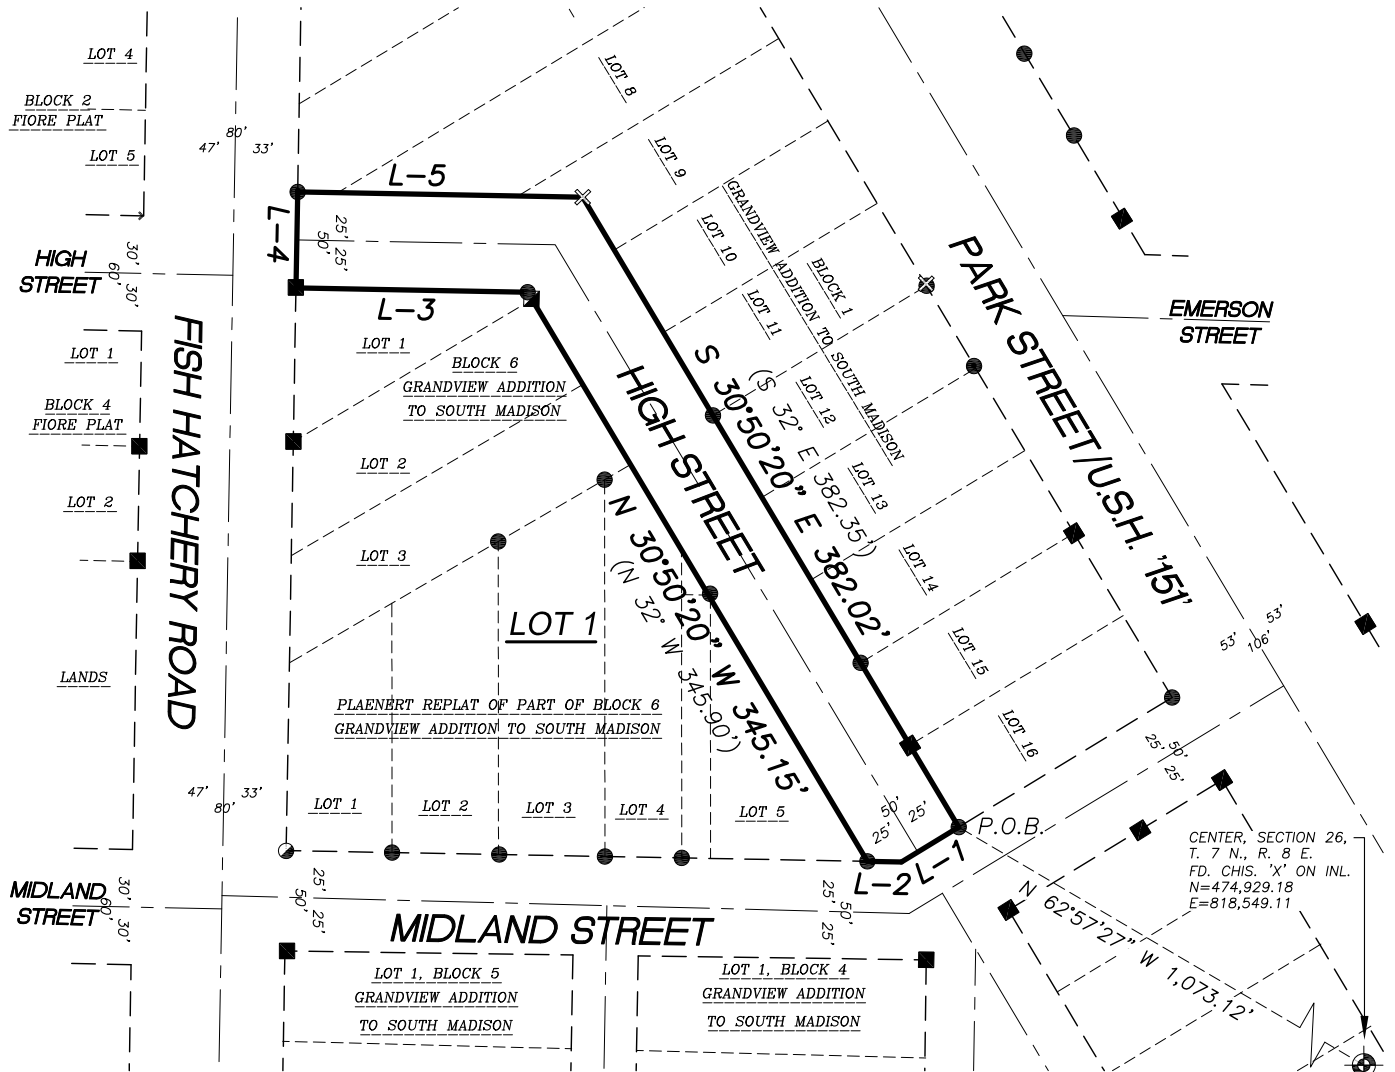 LOT 4
BLOCK 2
FIORE PLAT
LOT 5
80'
47'
33'
L-5
L-4
25'
50'
25'
HIGH
STREET
30'
60'
30'
L-3
LOT 8
LOT 9
LOT 10
LOT 11
LOT 12
LOT 13
LOT 14
LOT 15
LOT 16
GRANDVIEW ADDITION TO SOUTH MADISON
BLOCK 1
PARK STREET/U.S.H. '151'
EMERSON
STREET
LOT 1
BLOCK 4
FIORE PLAT
LOT 2
LANDS
FISH HATCHERY ROAD
LOT 1
BLOCK 6
GRANDVIEW ADDITION
TO SOUTH MADISON
LOT 2
LOT 3
HIGH STREET
S 30°50'20" E 382.02'
(S 32° E 382.35')
N 30°50'20" W 345.15'
(N 32° W 345.90')
LOT 1
PLAENERT REPLAT OF PART OF BLOCK 6
GRANDVIEW ADDITION TO SOUTH MADISON
53'
106'
53'
25'
50'
25'
47'
80'
33'
LOT 1
LOT 2
LOT 3
LOT 4
LOT 5
50'
25'
25'
P.O.B.
L-1
L-2
CENTER, SECTION 26,
T. 7 N., R. 8 E.
FD. CHIS. 'X' ON INL.
N=474,929.18
E=818,549.11
N 62°57'27" W 1,073.12'
MIDLAND
STREET
30'
60'
30'
25'
50'
25'
MIDLAND STREET
25'
50'
25'
LOT 1, BLOCK 5
GRANDVIEW ADDITION
TO SOUTH MADISON
LOT 1, BLOCK 4
GRANDVIEW ADDITION
TO SOUTH MADISON